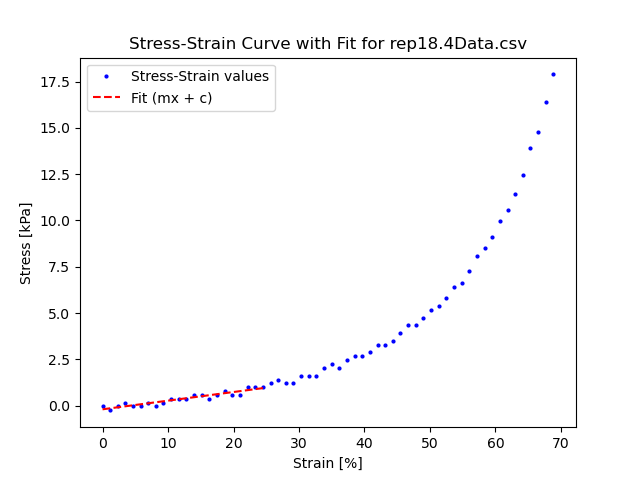 Stress-Strain Curve with Fit for rep18.4Data.csv
Stress-Strain values
Fit (mx + c)
17.5
15.0
12.5
10.0
7.5
5.0
2.5
0.0
Stress [kPa]
0 10 20 30 40 50 60 70
Strain [%]